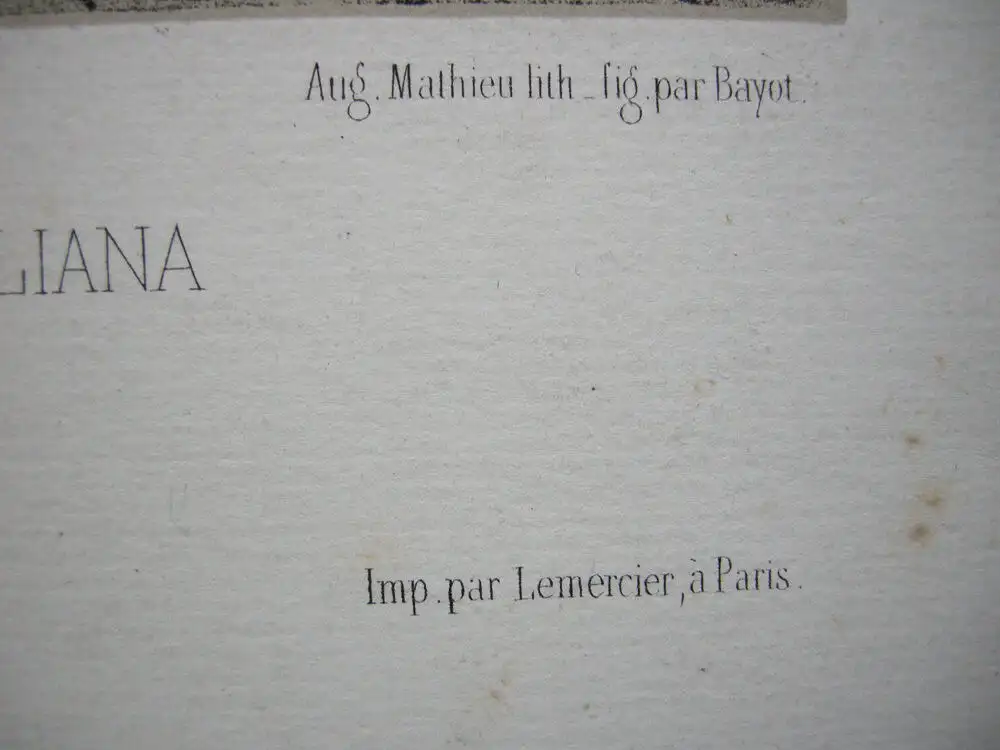 Aug. Mathieu lith _ fig. par Bayot.
LIANA
Imp. par Lemercier, à Paris.